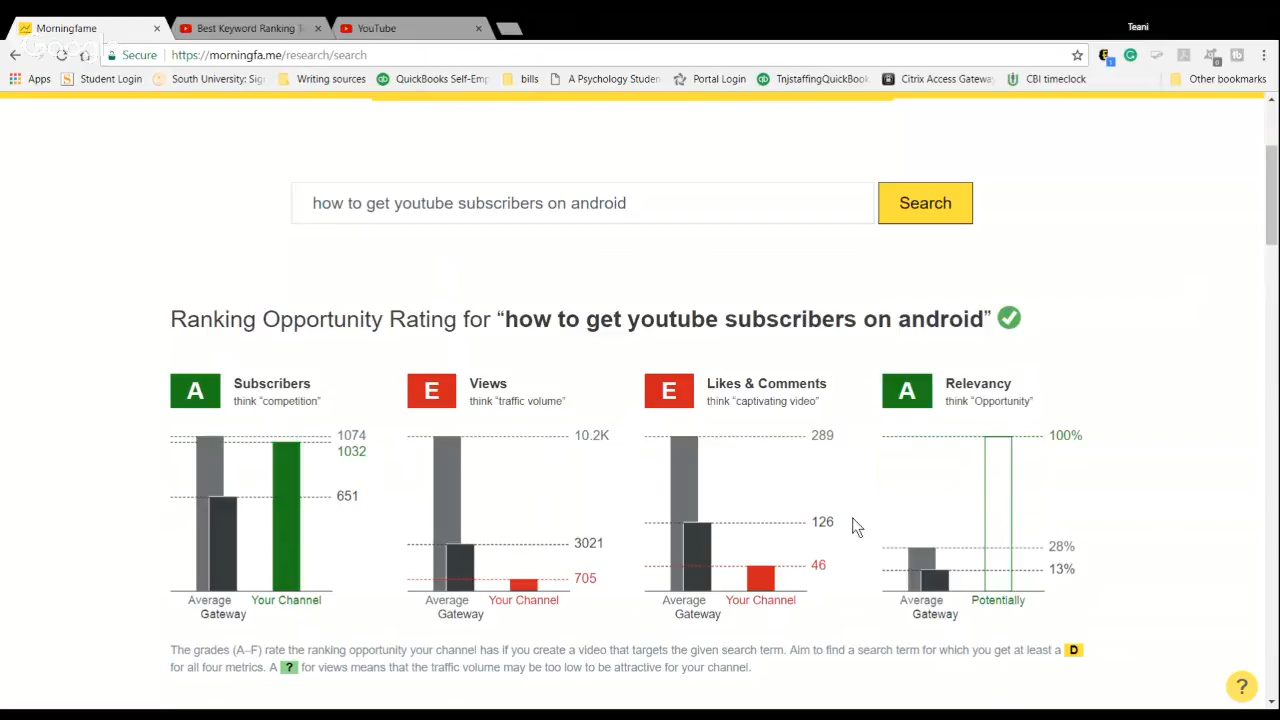 Teani
Morningfame
Best Keyword Ranking T
YouTube
Google
Secure
https://morningfa.me/research/search
Apps
Student Login
South University: Sig
Writing sources
QuickBooks Self-Emp
bills
A Psychology Studen
Portal Login
TnjstaffingQuickBook
Citrix Access Gateway
CBI timeclock
Other bookmarks
how to get youtube subscribers on android
Search
Ranking Opportunity Rating for “how to get youtube subscribers on android”
A
Subscribers
think “competition”
1074
1032
651
Average
Gateway
Your Channel
E
Views
think “traffic volume”
10.2K
3021
705
Average
Gateway
Your Channel
E
Likes & Comments
think “captivating video”
289
126
46
Average
Gateway
Your Channel
A
Relevancy
think “Opportunity”
100%
28%
13%
Average
Gateway
Potentially
The grades (A–F) rate the ranking opportunity your channel has if you create a video that targets the given search term. Aim to find a search term for which you get at least a D
for all four metrics. A ? for views means that the traffic volume may be too low to be attractive for your channel.
?